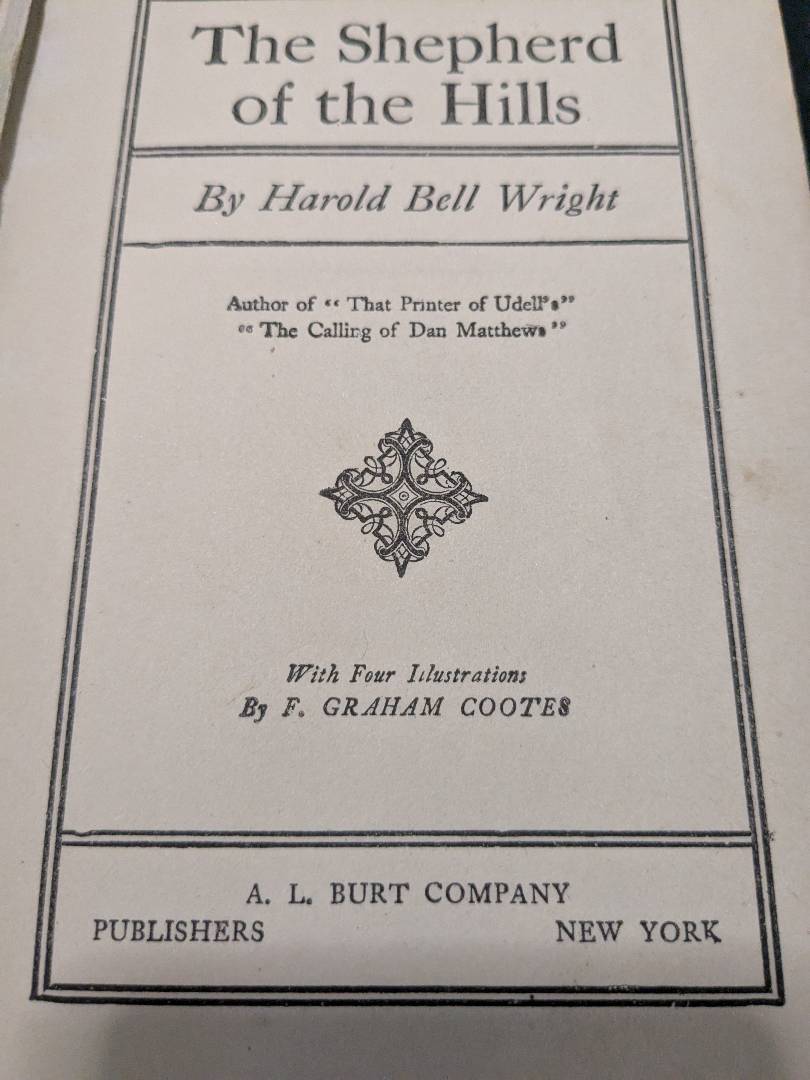 The Shepherd
of the Hills
By Harold Bell Wright
Author of “ That Printer of Udell’s”
“ The Calling of Dan Matthews ”
With Four Illustrations
By F. GRAHAM COOTES
A. L. BURT COMPANY
PUBLISHERS NEW YORK